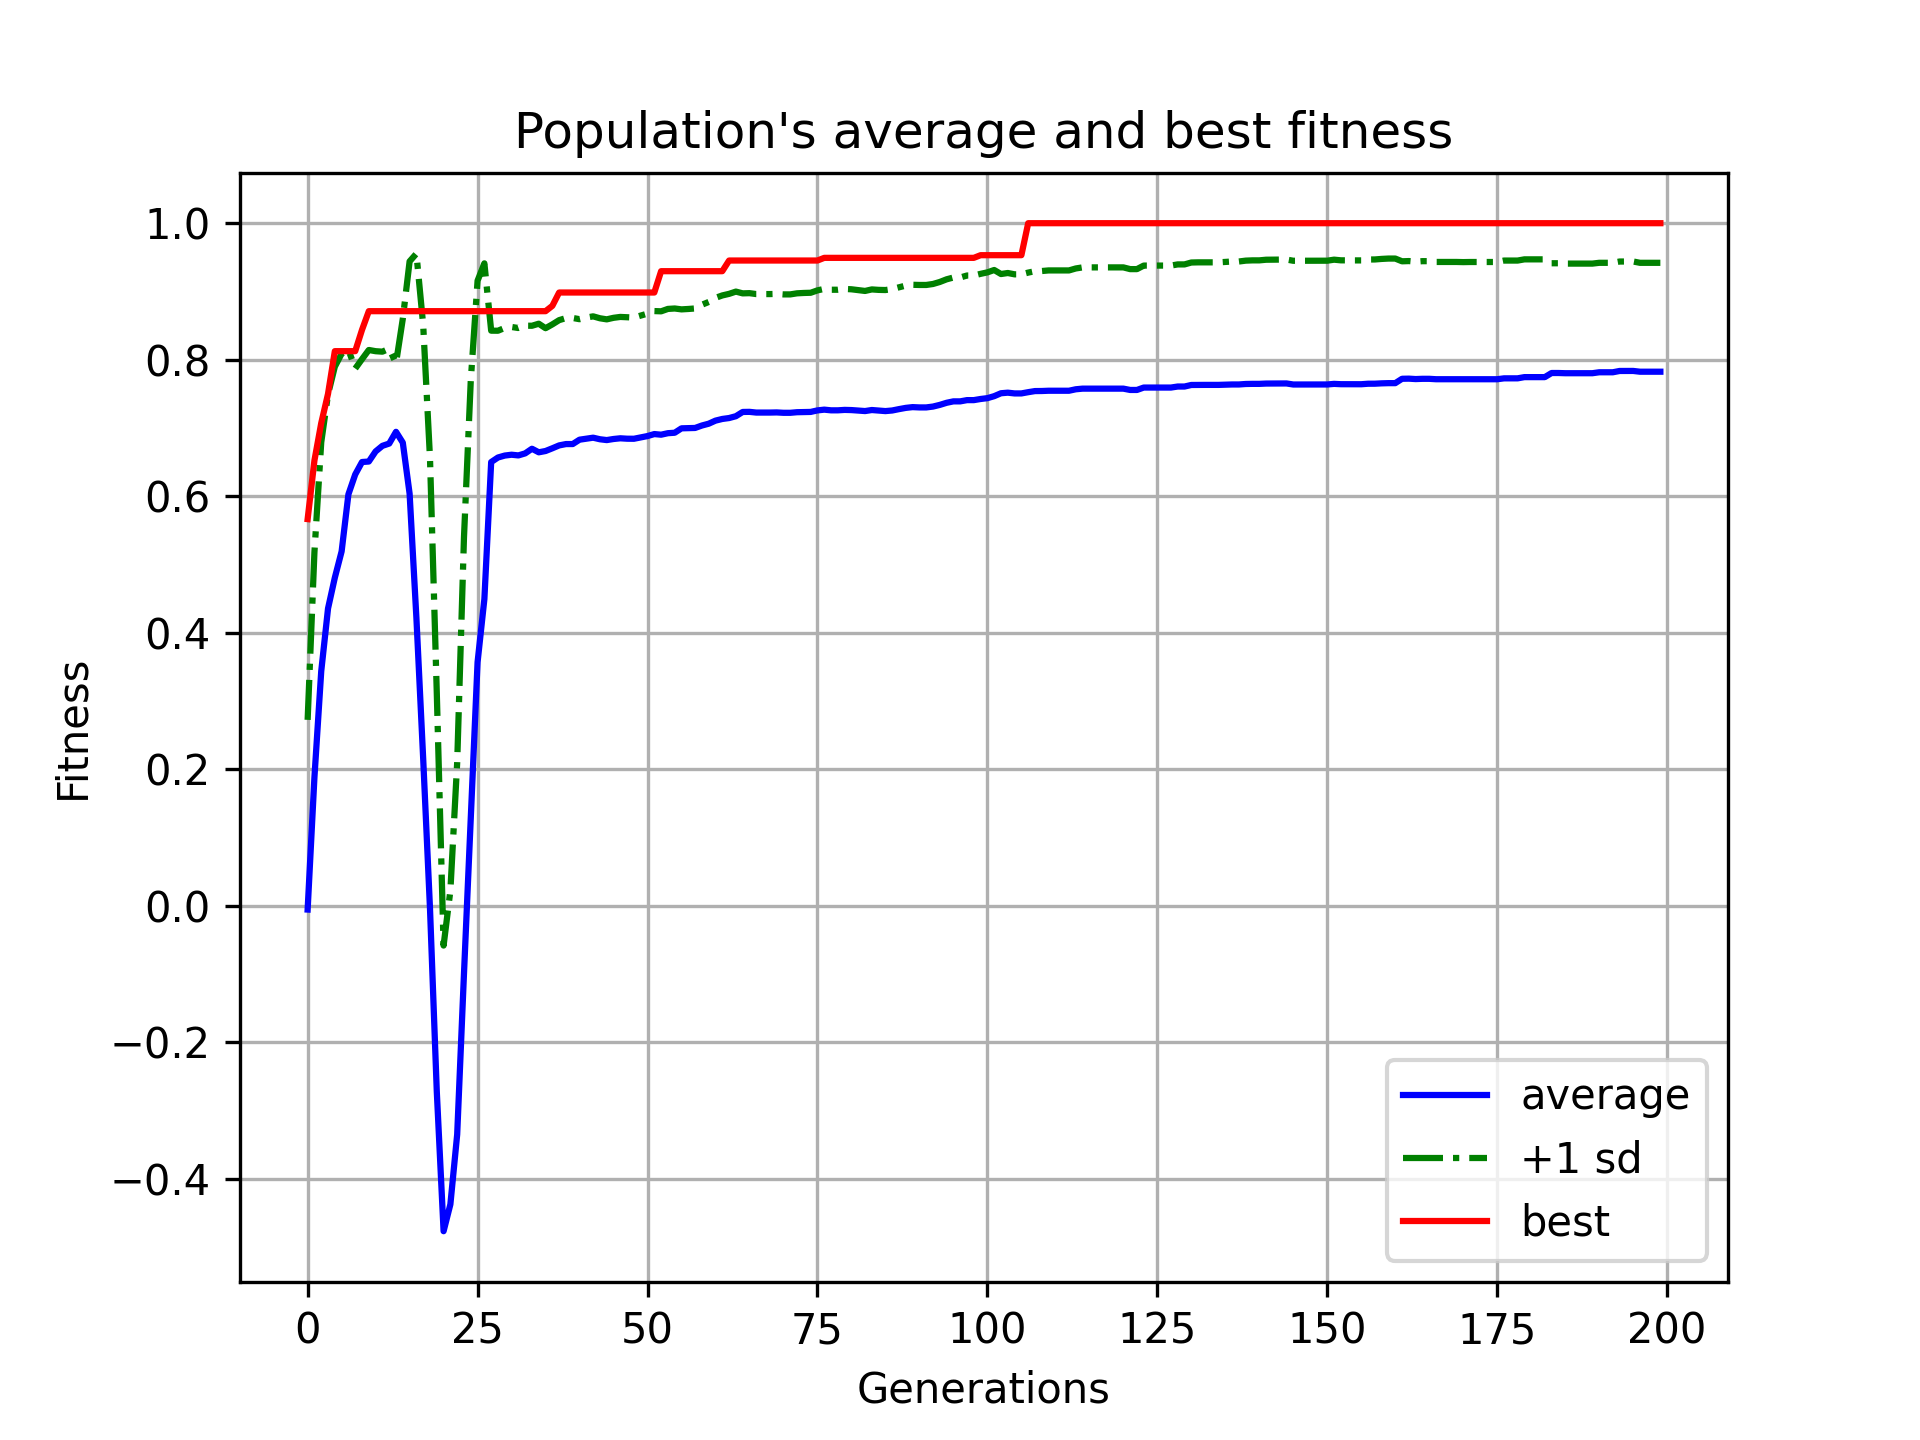 Population's average and best fitness
Fitness
1.0
0.8
0.6
0.4
0.2
0.0
−0.2
−0.4
average
+1 sd
best
0 25 50 75 100 125 150 175 200
Generations